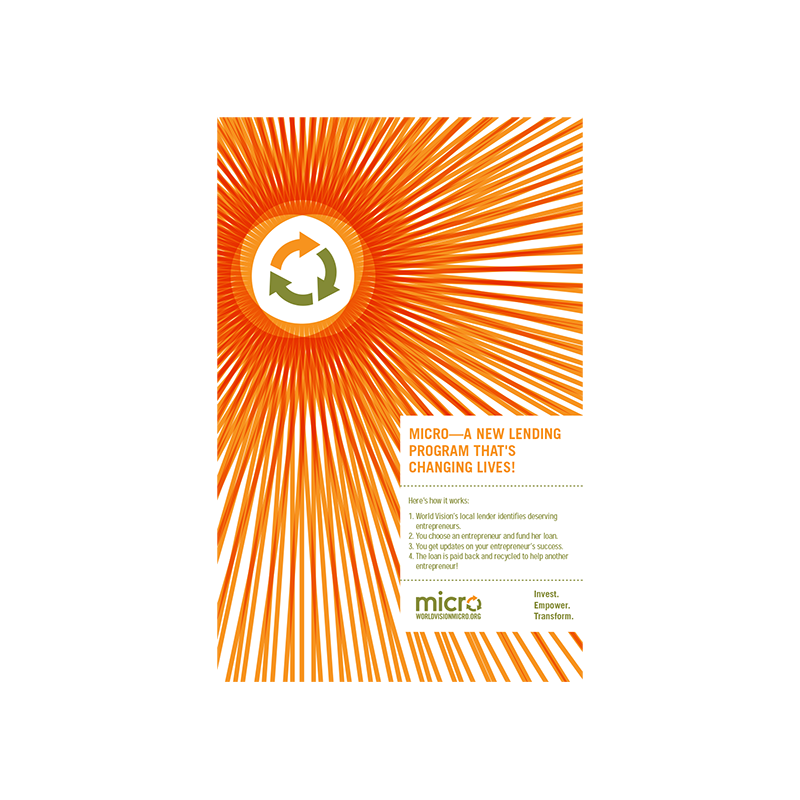 MICRO—A NEW LENDING
PROGRAM THAT'S
CHANGING LIVES!
Here's how it works:
1. World Vision's local lender identifies deserving
entrepreneurs.
2. You choose an entrepreneur and fund her loan.
3. You get updates on your entrepreneur's success.
4. The loan is paid back and recycled to help another
entrepreneur!
micro
WORLDVISIONMICRO.ORG
Invest.
Empower.
Transform.